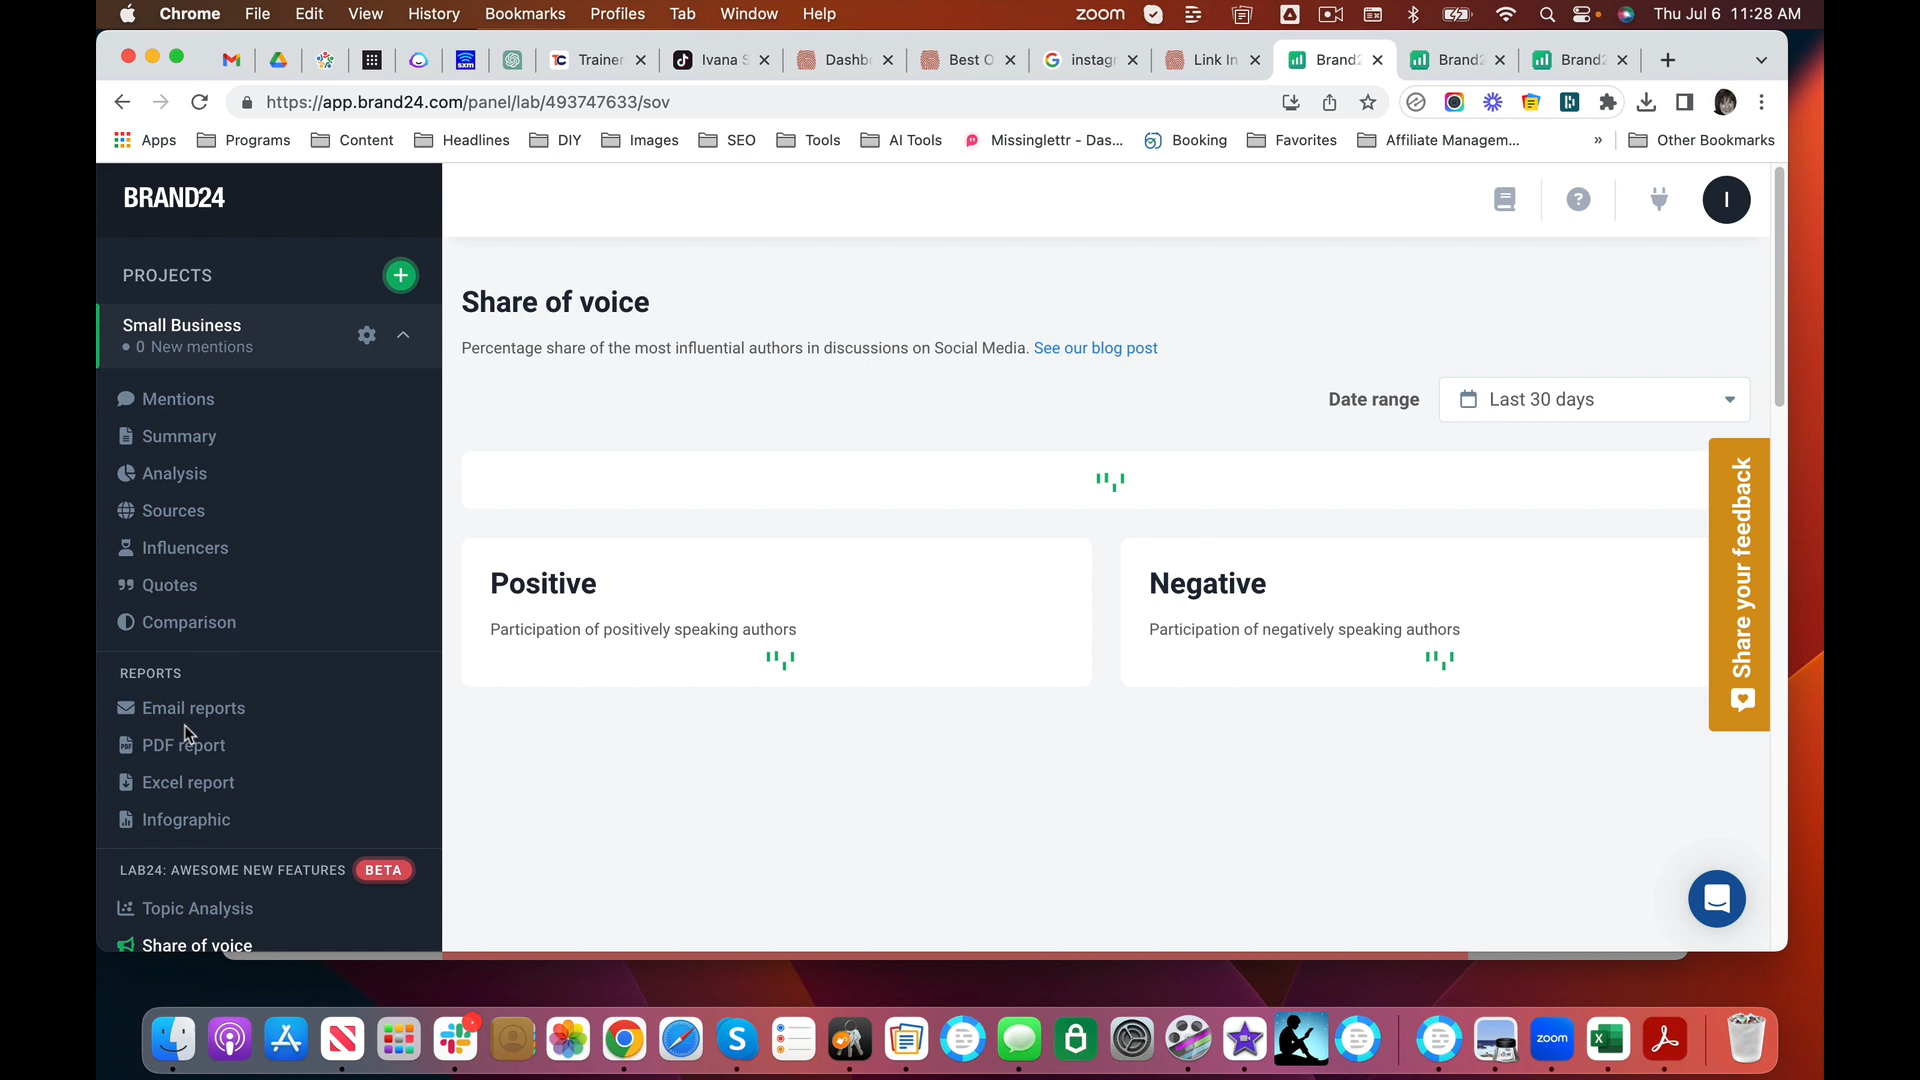 Chrome File Edit View History Bookmarks Profiles Tab Window Help zoom Thu Jul 6 11:28 AM
sxm Trainer Ivana S Dashb Best O instagr Link In Brand2 Brand2 Brand2
https://app.brand24.com/panel/lab/493747633/sov
Apps Programs Content Headlines DIY Images SEO Tools AI Tools Missinglettr - Das... Booking Favorites Affiliate Managem... » Other Bookmarks
BRAND24
I
PROJECTS
Small Business
0 New mentions
Mentions
Summary
Analysis
Sources
Influencers
Quotes
Comparison
REPORTS
Email reports
PDF report
Excel report
Infographic
LAB24: AWESOME NEW FEATURES BETA
Topic Analysis
Share of voice
Share of voice
Percentage share of the most influential authors in discussions on Social Media. See our blog post
Date range Last 30 days
Positive
Participation of positively speaking authors
Negative
Participation of negatively speaking authors
Share your feedback
zoom